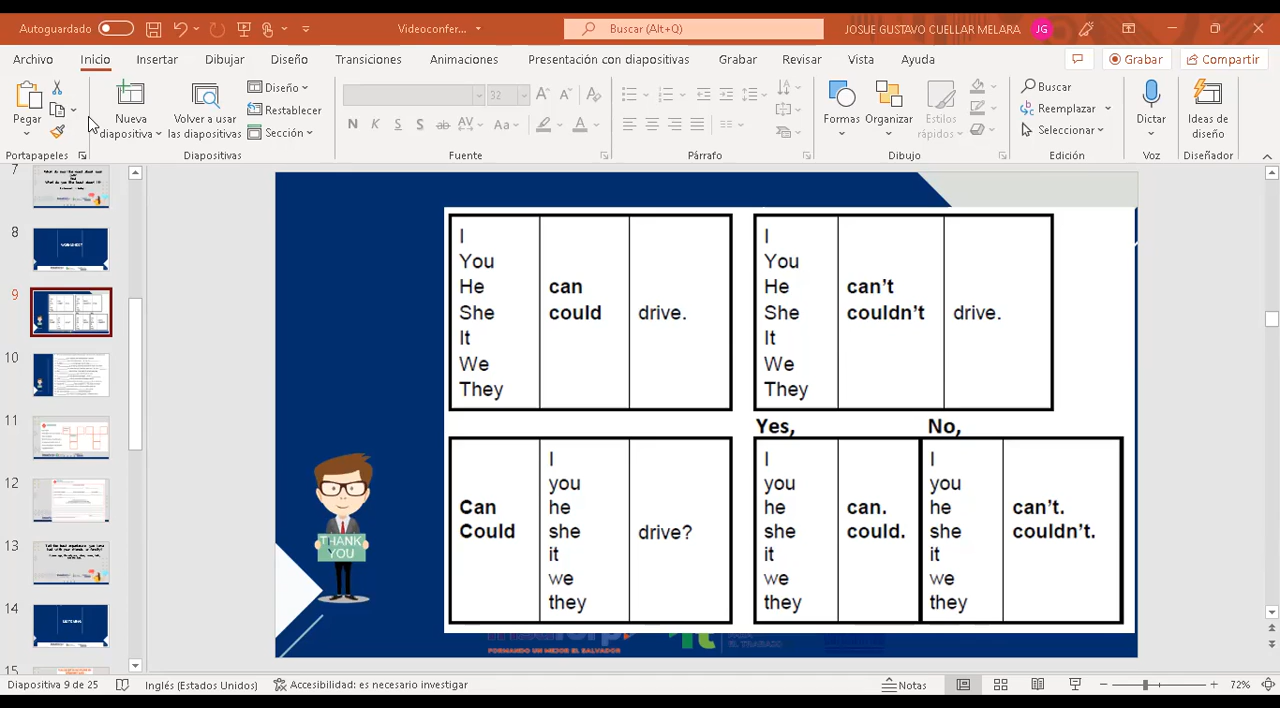 Autoguardado
Videoconfer...
Buscar (Alt+Q)
JOSUE GUSTAVO CUELLAR MELARA
JG
Archivo
Inicio
Insertar
Dibujar
Diseño
Transiciones
Animaciones
Presentación con diapositivas
Grabar
Revisar
Vista
Ayuda
Grabar
Compartir
Pegar
Nueva
diapositiva
Volver a usar
las diapositivas
Diseño
Restablecer
Sección
32
N K S S ab AV Aa A
Formas
Organizar
Estilos
rápidos
Buscar
Reemplazar
Seleccionar
Dictar
Ideas de
diseño
Portapapeles
Diapositivas
Fuente
Párrafo
Dibujo
Edición
Voz
Diseñador
7
8
WORKSHEET
9
10
11
12
13
14
15
I
You
He
She
It
We
They
can
could
drive.
I
You
He
She
It
We
They
can't
couldn't
drive.
Can
Could
I
you
he
she
it
we
they
drive?
Yes,
I
you
he
she
it
we
they
can.
could.
No,
I
you
he
she
it
we
they
can't.
couldn't.
THANK
YOU
FORMANDO UN MEJOR EL SALVADOR
EL TRABAJO
Diapositiva 9 de 25
Inglés (Estados Unidos)
Accesibilidad: es necesario investigar
Notas
72%